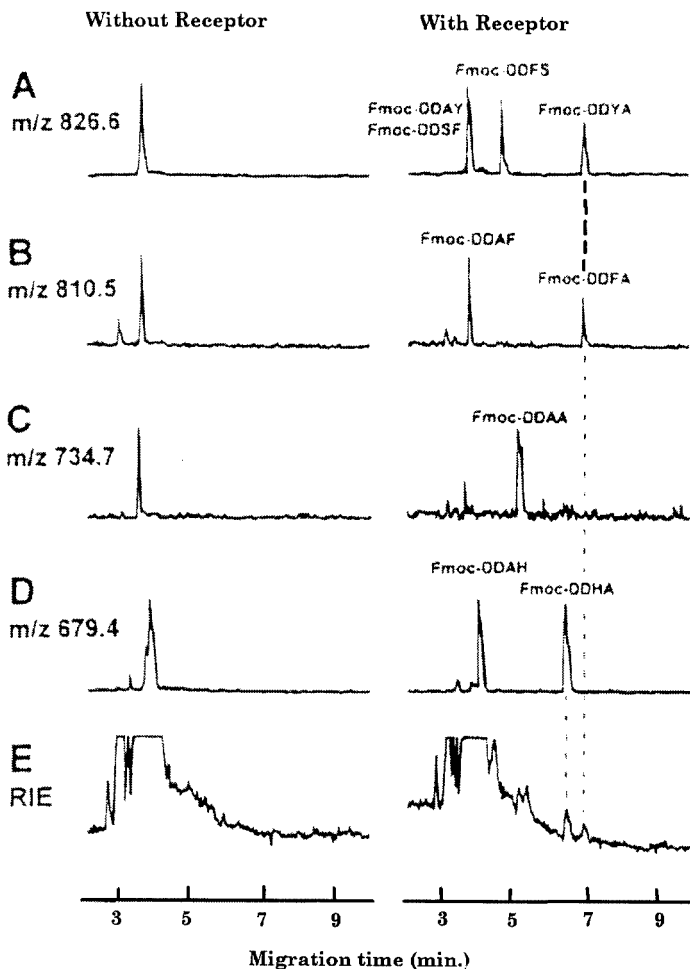 Without Receptor
With Receptor
A
m/z 826.6
Fmoc-DDFS
Fmoc-DDAY
Fmoc-DDSF
Fmoc-DDYA
B
m/z 810.5
Fmoc-DDAF
Fmoc-DDFA
C
m/z 734.7
Fmoc-DDAA
D
m/z 679.4
Fmoc-DDAH
Fmoc-DDHA
E
RIE
3 5 7 9
3 5 7 9
Migration time (min.)